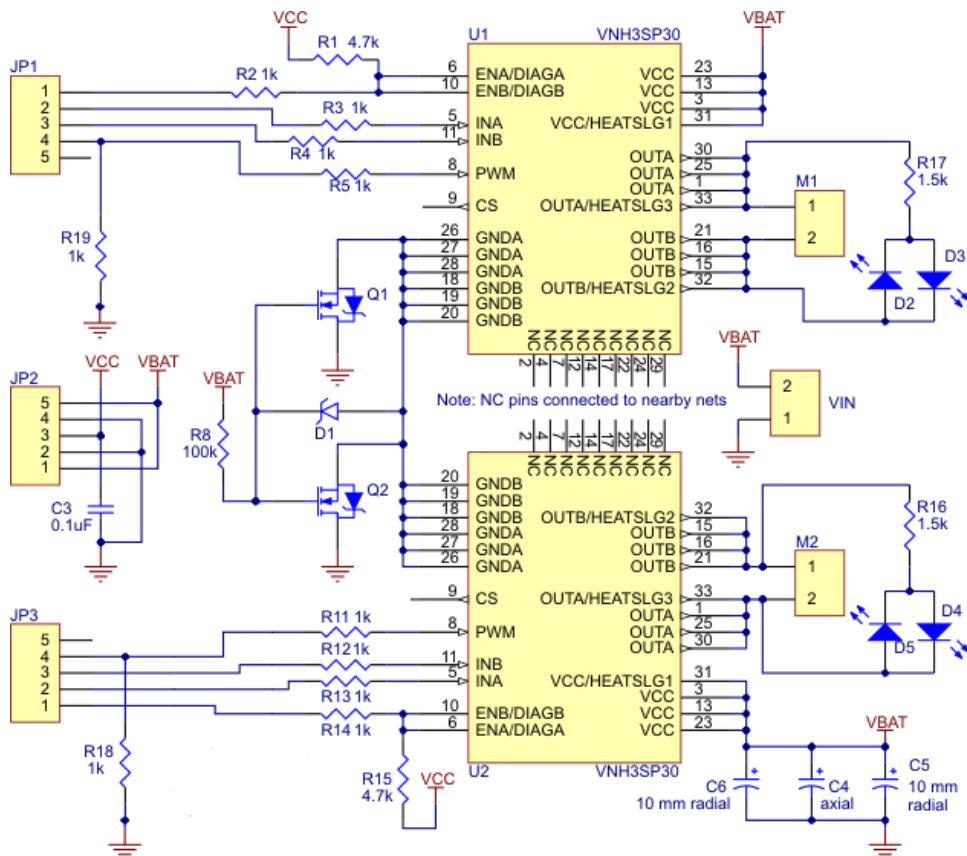 VCC
R1 4.7k
U1
VNH3SP30
VBAT
JP1
1
2
3
4
5
R2 1k
R3 1k
R4 1k
R5 1k
R19
1k
6
10
5
11
8
9
26
27
28
18
19
20
ENA/DIAGA
ENB/DIAGB
INA
INB
PWM
CS
GNDA
GNDA
GNDA
GNDB
GNDB
GNDB
VCC
VCC
VCC
VCC/HEATSLG1
OUTA
OUTA
OUTA
OUTA/HEATSLG3
OUTB
OUTB
OUTB
OUTB/HEATSLG2
23
13
3
31
30
25
1
33
21
16
15
32
M1
1
2
R17
1.5k
D2
D3
Q1
NC NC NC NC NC NC NC NC NC
2 4 7 12 14 17 22 24 29
Note: NC pins connected to nearby nets
2 4 7 12 14 17 22 24 29
NC NC NC NC NC NC NC NC NC
VBAT
2
1
VIN
VCC
VBAT
JP2
5
4
3
2
1
C3
0.1uF
VBAT
R8
100k
D1
Q2
20
19
18
28
27
26
9
8
11
5
10
6
GNDB
GNDB
GNDB
GNDA
GNDA
GNDA
CS
PWM
INB
INA
ENB/DIAGB
ENA/DIAGA
OUTB/HEATSLG2
OUTB
OUTB
OUTB
OUTA/HEATSLG3
OUTA
OUTA
OUTA
VCC/HEATSLG1
VCC
VCC
VCC
32
15
16
21
33
1
25
30
31
3
13
23
M2
1
2
R16
1.5k
D5
D4
JP3
5
4
3
2
1
R11 1k
R12 1k
R13 1k
R14 1k
R18
1k
R15
4.7k
VCC
U2
VNH3SP30
VBAT
C6
10 mm radial
C4
axial
C5
10 mm
radial